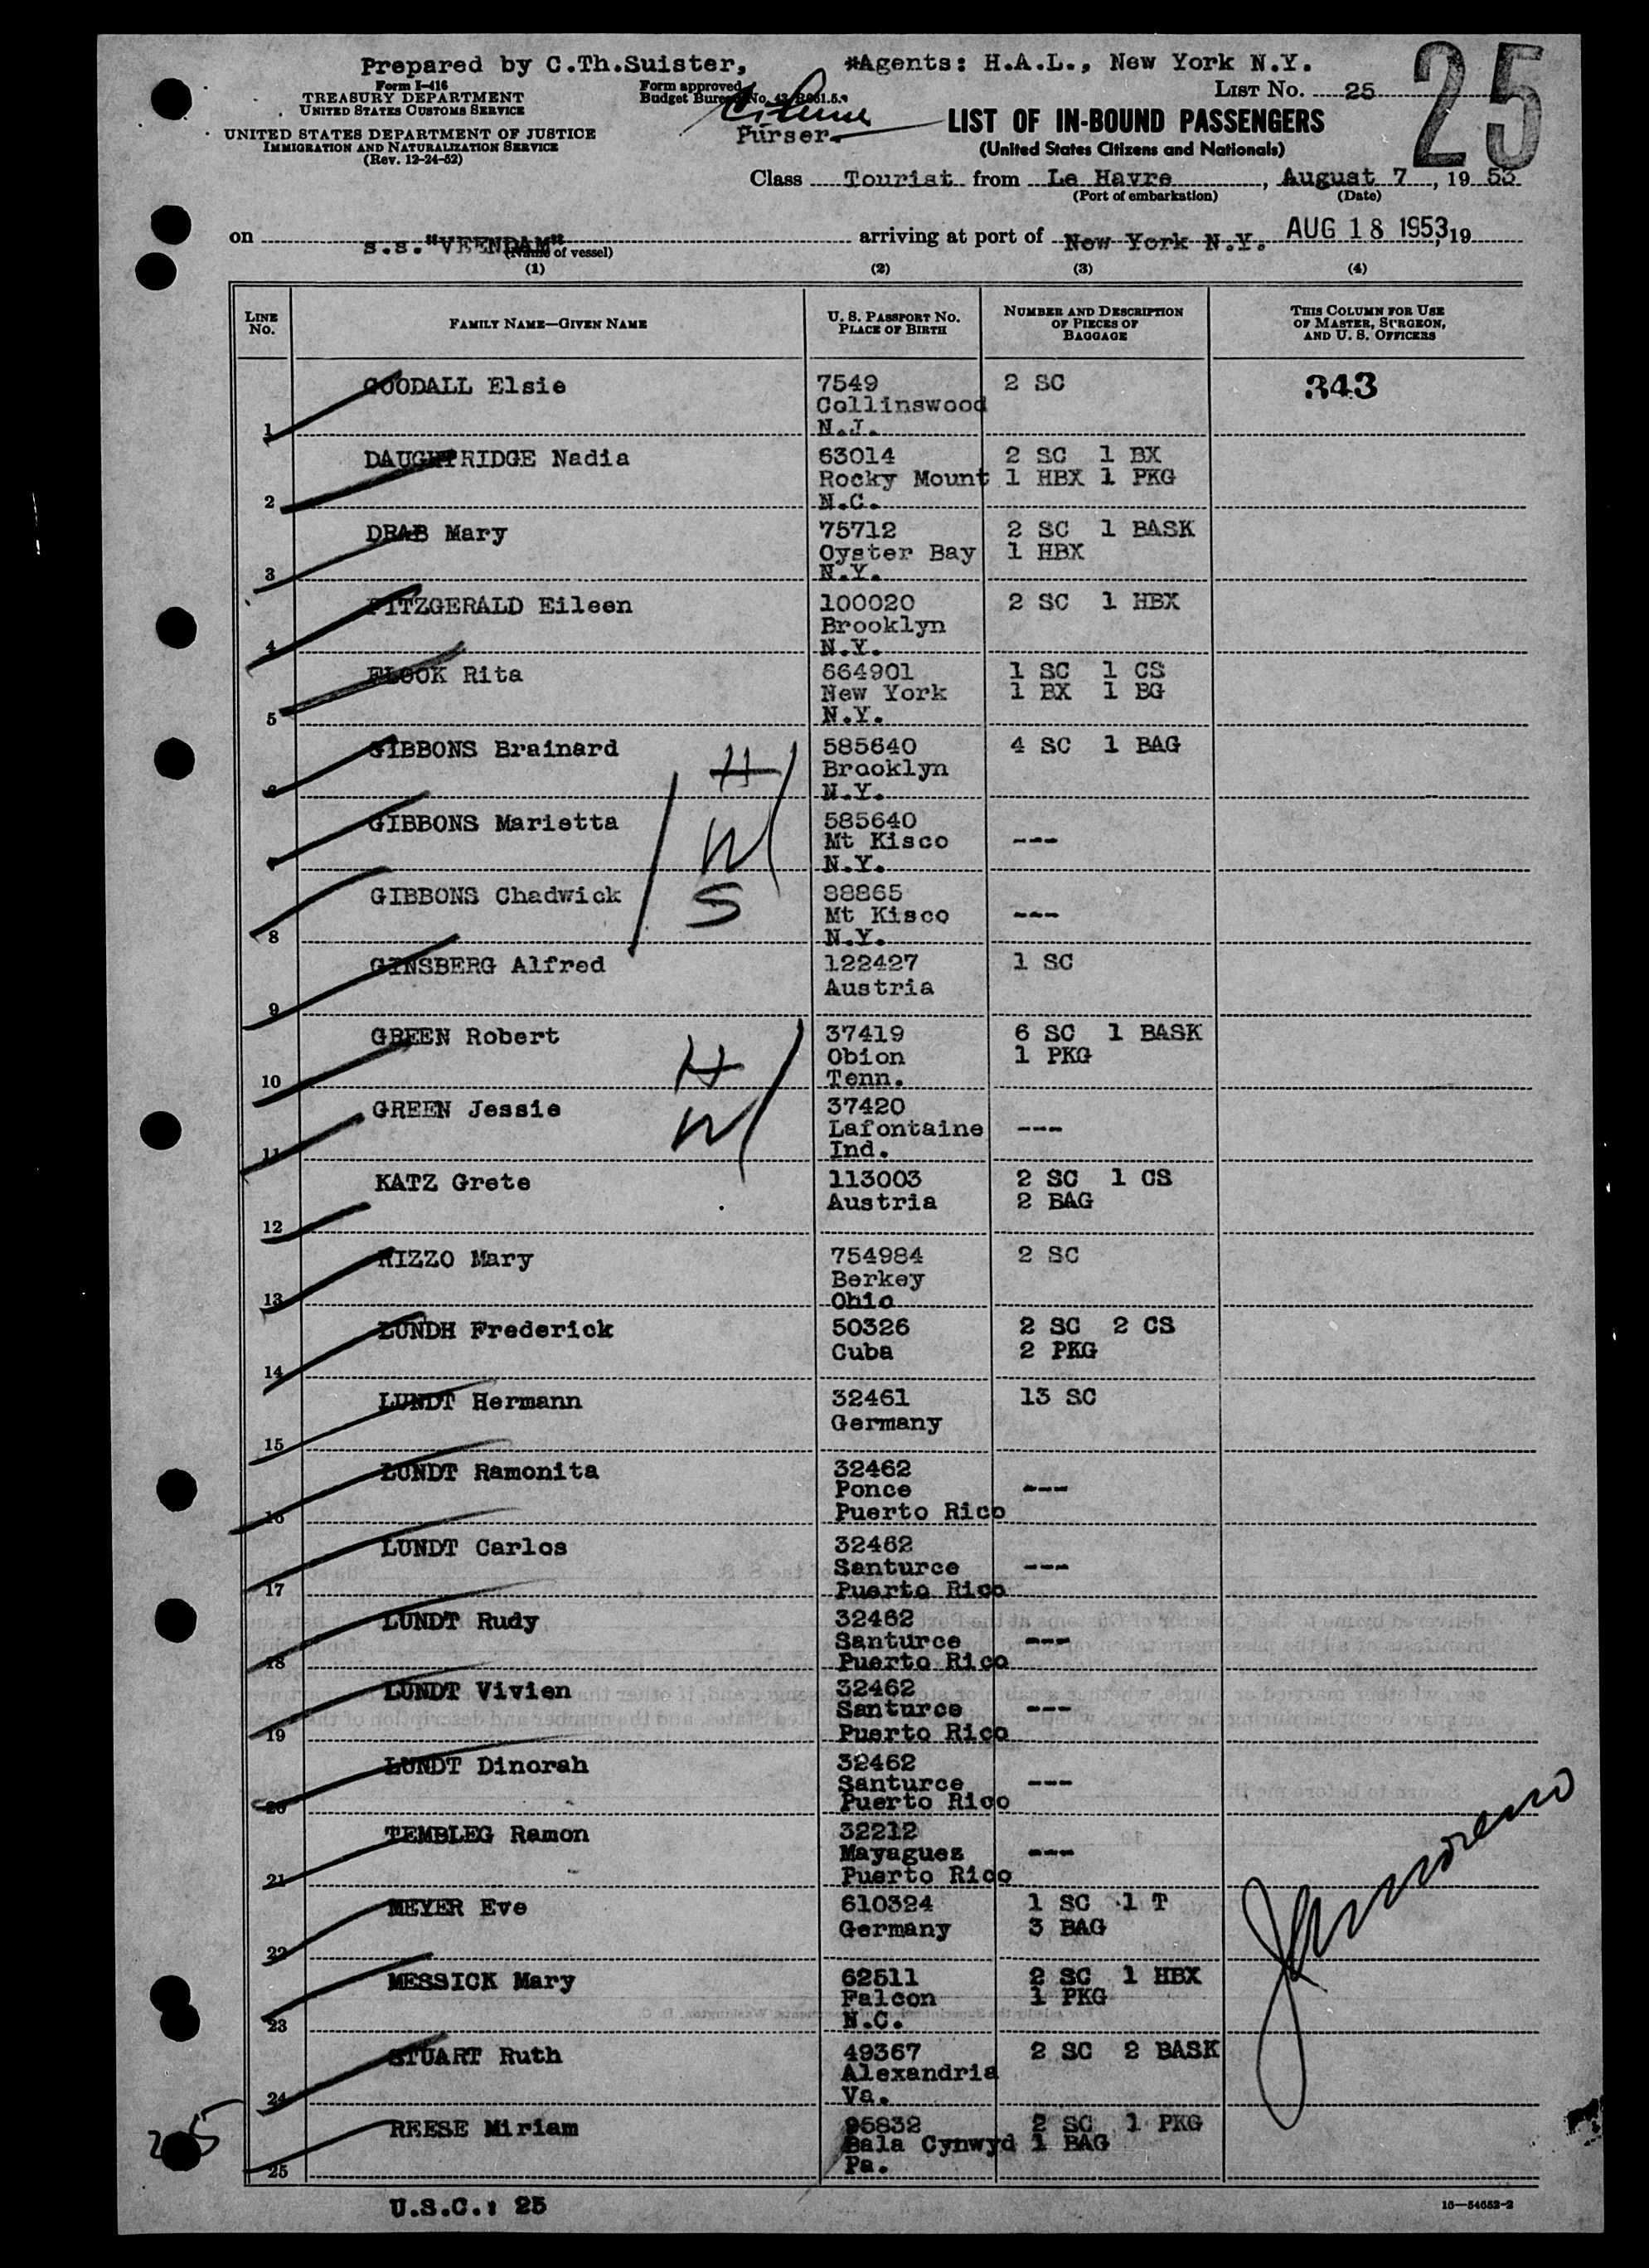 Prepared by C.Th.Suister, *Agents: H.A.L., New York N.Y.
Form I-416
TREASURY DEPARTMENT
UNITED STATES CUSTOMS SERVICE
UNITED STATES DEPARTMENT OF JUSTICE
IMMIGRATION AND NATURALIZATION SERVICE
(Rev. 12-24-52)
Form approved
Budget Bureau No.
Purser.
LIST No. 25
25
LIST OF IN-BOUND PASSENGERS
(United States Citizens and Nationals)
Class Tourist from Le Havre, August 7, 19 53
(Port of embarkation) (Date)
on s.s."VEENDAM" arriving at port of New York N.Y. AUG 18 1953, 19
(Name of vessel)
(1) (2) (3) (4)
LINE No. FAMILY NAME—GIVEN NAME U. S. PASSPORT No. PLACE OF BIRTH NUMBER AND DESCRIPTION OF PIECES OF BAGGAGE THIS COLUMN FOR USE OF MASTER, SURGEON, AND U. S. OFFICERS
GOODALL Elsie 7549 2 SC 343
Collinswood
1 N.J.
DAUGHTRIDGE Nadia 63014 2 SC 1 BX
Rocky Mount 1 HBX 1 PKG
2 N.C.
DRAB Mary 75712 2 SC 1 BASK
Oyster Bay 1 HBX
3 N.Y.
FITZGERALD Eileen 100020 2 SC 1 HBX
Brooklyn
4 N.Y.
FLOOK Rita 664901 1 SC 1 CS
New York 1 BX 1 BG
5 N.Y.
GIBBONS Brainard H 585640 4 SC 1 BAG
Brooklyn
6 N.Y.
GIBBONS Marietta W 585640
Mt Kisco ---
7 N.Y.
GIBBONS Chadwick S 88865
Mt Kisco ---
8 N.Y.
GINSBERG Alfred 122427 1 SC
Austria
9
GREEN Robert H 37419 6 SC 1 BASK
Obion 1 PKG
10 Tenn.
GREEN Jessie W 37420
Lafontaine ---
11 Ind.
KATZ Grete 113003 2 SC 1 CS
Austria 2 BAG
12
RIZZO Mary 754984 2 SC
Berkey
13 Ohio
LUNDH Frederick 50326 2 SC 2 CS
Cuba 2 PKG
14
LUNDT Hermann 32461 13 SC
Germany
15
LUNDT Ramonita 32462
Ponce ---
16 Puerto Rico
LUNDT Carlos 32462
Santurce ---
17 Puerto Rico
LUNDT Rudy 32462
Santurce ---
18 Puerto Rico
LUNDT Vivien 32462
Santurce ---
19 Puerto Rico
LUNDT Dinorah 32462
Santurce ---
20 Puerto Rico
TEMBLEG Ramon 32212
Mayaguez ---
21 Puerto Rico
MEYER Eve 610324 1 SC 1 T
Germany 3 BAG
22
MESSICK Mary 62511 2 SC 1 HBX
Falcon 1 PKG
23 N.C.
STUART Ruth 49367 2 SC 2 BASK
Alexandria
24 Va.
REESE Miriam 95832 2 SC 1 PKG
Bala Cynwyd 1 BAG
25 Pa.
25
U.S.C.: 25
16—54652-2